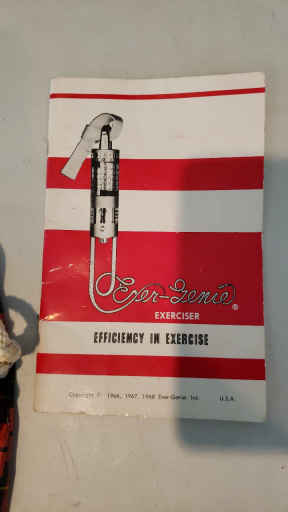 Exer-Genie®
EXERCISER
EFFICIENCY IN EXERCISE
Copyright © 1966, 1967, 1968 Exer-Genie, Inc. U.S.A.